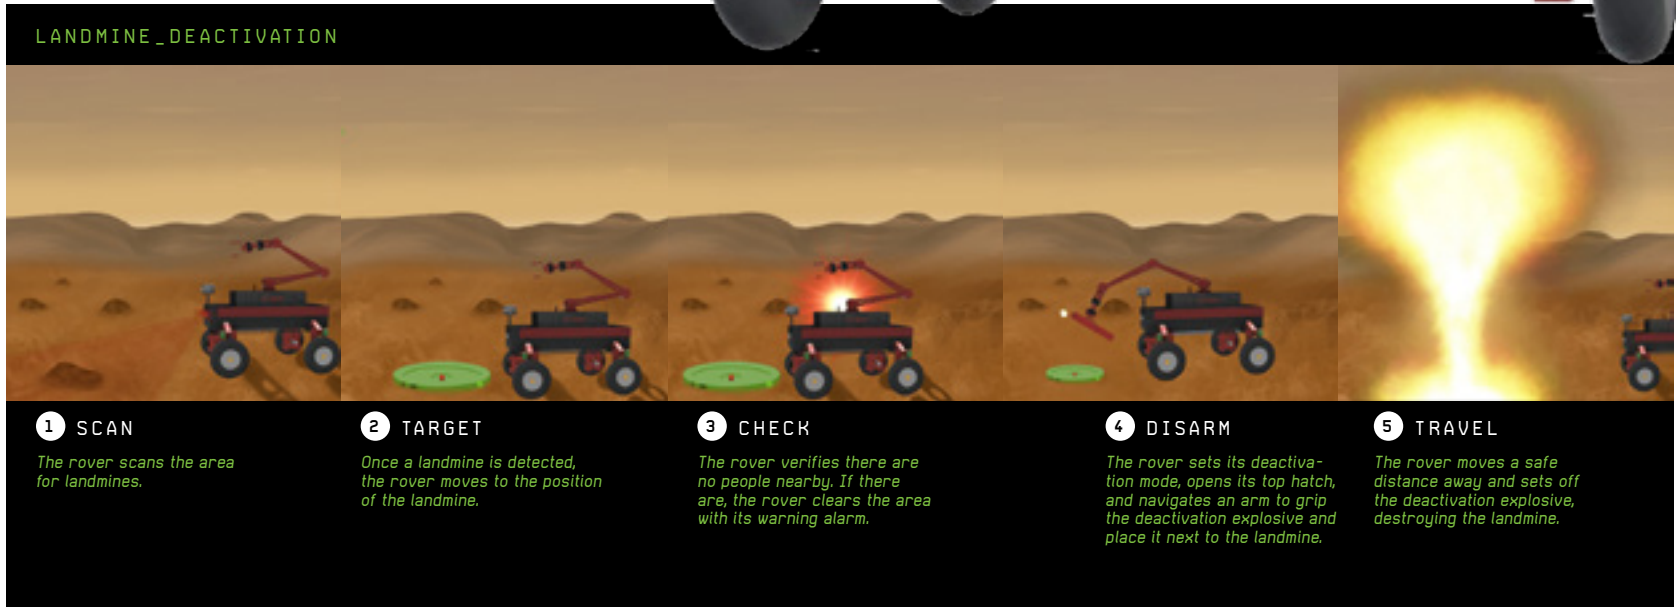 LANDMINE_DEACTIVATION
1 SCAN
The rover scans the area
for landmines.
2 TARGET
Once a landmine is detected,
the rover moves to the position
of the landmine.
3 CHECK
The rover verifies there are
no people nearby. If there
are, the rover clears the area
with its warning alarm.
4 DISARM
The rover sets its deactiva-
tion mode, opens its top hatch,
and navigates an arm to grip
the deactivation explosive and
place it next to the landmine.
5 TRAVEL
The rover moves a safe
distance away and sets off
the deactivation explosive,
destroying the landmine.